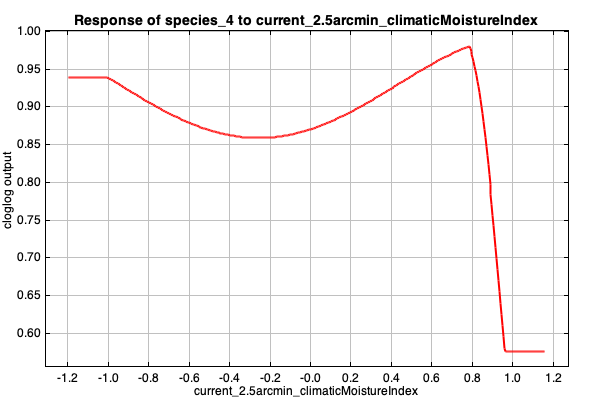 Response of species_4 to current_2.5arcmin_climaticMoistureIndex
cloglog output
1.00
0.95
0.90
0.85
0.80
0.75
0.70
0.65
0.60
-1.2 -1.0 -0.8 -0.6 -0.4 -0.2 -0.0 0.2 0.4 0.6 0.8 1.0 1.2
current_2.5arcmin_climaticMoistureIndex